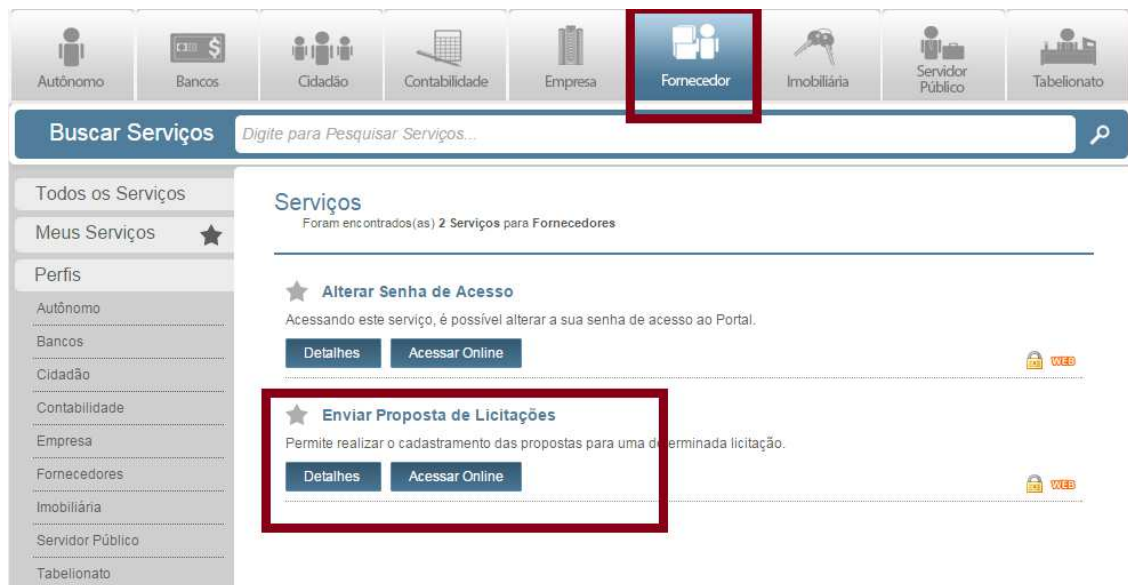 Autônomo
Bancos
Cidadão
Contabilidade
Empresa
Fornecedor
Imobiliária
Servidor
Público
Tabelionato
Buscar Serviços
Digite para Pesquisar Serviços...
Todos os Serviços
Meus Serviços
Perfis
Autônomo
Bancos
Cidadão
Contabilidade
Empresa
Fornecedores
Imobiliária
Servidor Público
Tabelionato
Serviços
Foram encontrados(as) 2 Serviços para Fornecedores
Alterar Senha de Acesso
Acessando este serviço, é possível alterar a sua senha de acesso ao Portal.
Detalhes
Acessar Online
WEB
Enviar Proposta de Licitações
Permite realizar o cadastramento das propostas para uma determinada licitação.
Detalhes
Acessar Online
WEB